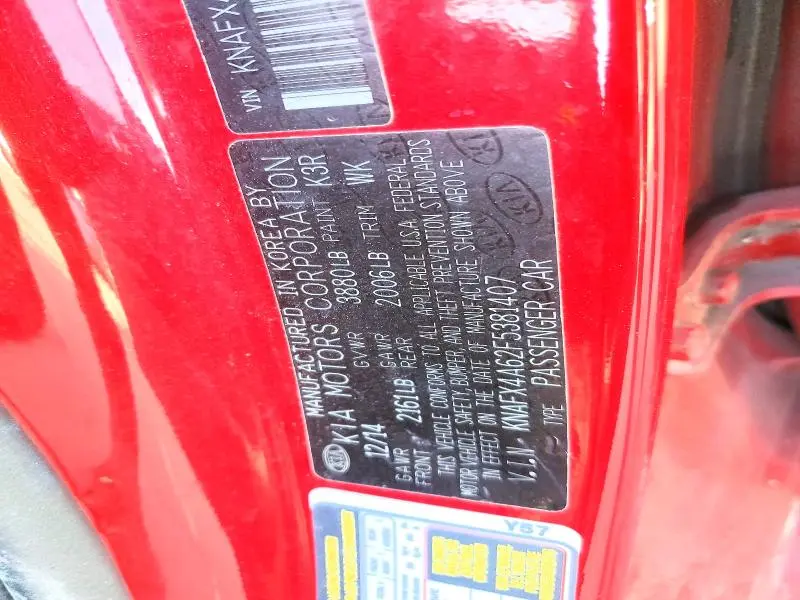 VIN KNAFX
MANUFACTURED IN KOREA BY
KIA MOTORS CORPORATION
12/14 GVWR 3880LB PAINT K3R
GAWR FRONT 2161LB GAWR REAR 2006LB TRIM WK
THIS VEHICLE CONFORMS TO ALL APPLICABLE USA FEDERAL
MOTOR VEHICLE SAFETY, BUMPER, AND THEFT PREVENTION STANDARDS
IN EFFECT ON THE DATE OF MANUFACTURE SHOWN ABOVE
V.I.N KNAFX4A62F5381407
TYPE PASSENGER CAR
Y57